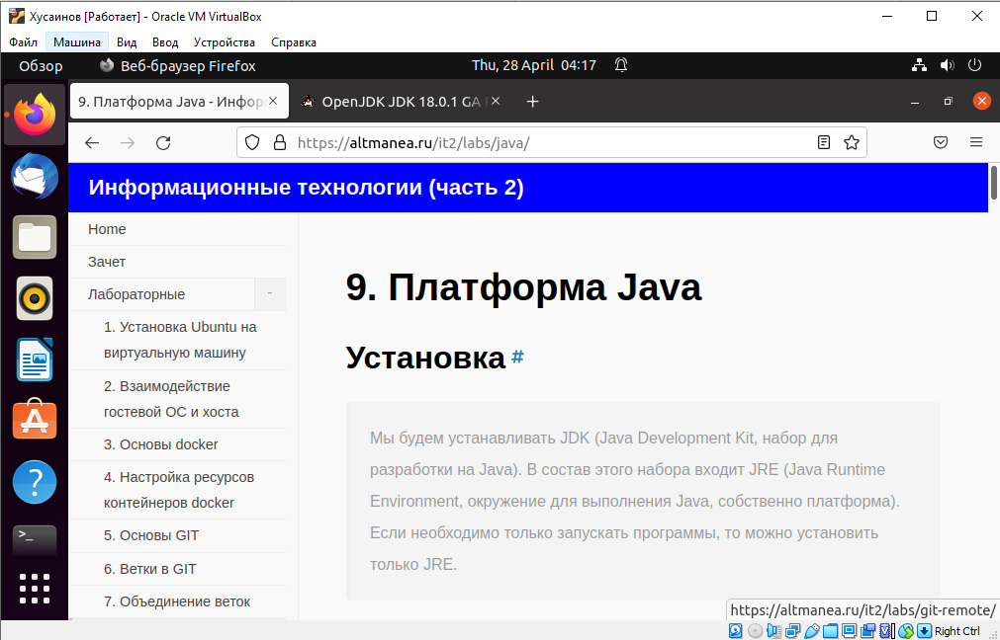 Хусаинов [Работает] - Oracle VM VirtualBox
Файл Машина Вид Ввод Устройства Справка
Обзор Веб-браузер Firefox Thu, 28 April 04:17
9. Платформа Java - Инфор OpenJDK JDK 18.0.1 GA
https://altmanea.ru/it2/labs/java/
Информационные технологии (часть 2)
Home
Зачет
Лабораторные -
1. Установка Ubuntu на
виртуальную машину
2. Взаимодействие
гостевой ОС и хоста
3. Основы docker
4. Настройка ресурсов
контейнеров docker
5. Основы GIT
6. Ветки в GIT
7. Объединение веток
9. Платформа Java
Установка #
Мы будем устанавливать JDK (Java Development Kit, набор для
разработки на Java). В состав этого набора входит JRE (Java Runtime
Environment, окружение для выполнения Java, собственно платформа).
Если необходимо только запускать программы, то можно установить
только JRE.
https://altmanea.ru/it2/labs/git-remote/
Right Ctrl